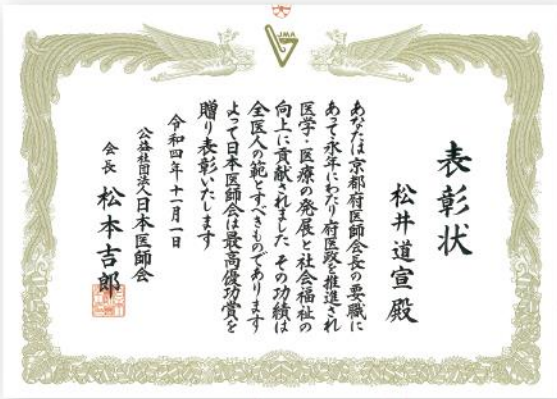 JMA
表彰状
松井道宣殿
あなたは京都府医師会長の要職に
あって永年にわたり府医政を推進され
医学・医療の発展と社会福祉の
向上に貢献されました その功績は
全医人の範とすべきものであります
よって日本医師会は最高優功賞を
贈り表彰いたします
令和四年十一月一日
公益社団法人日本医師会
会長 松本吉郎